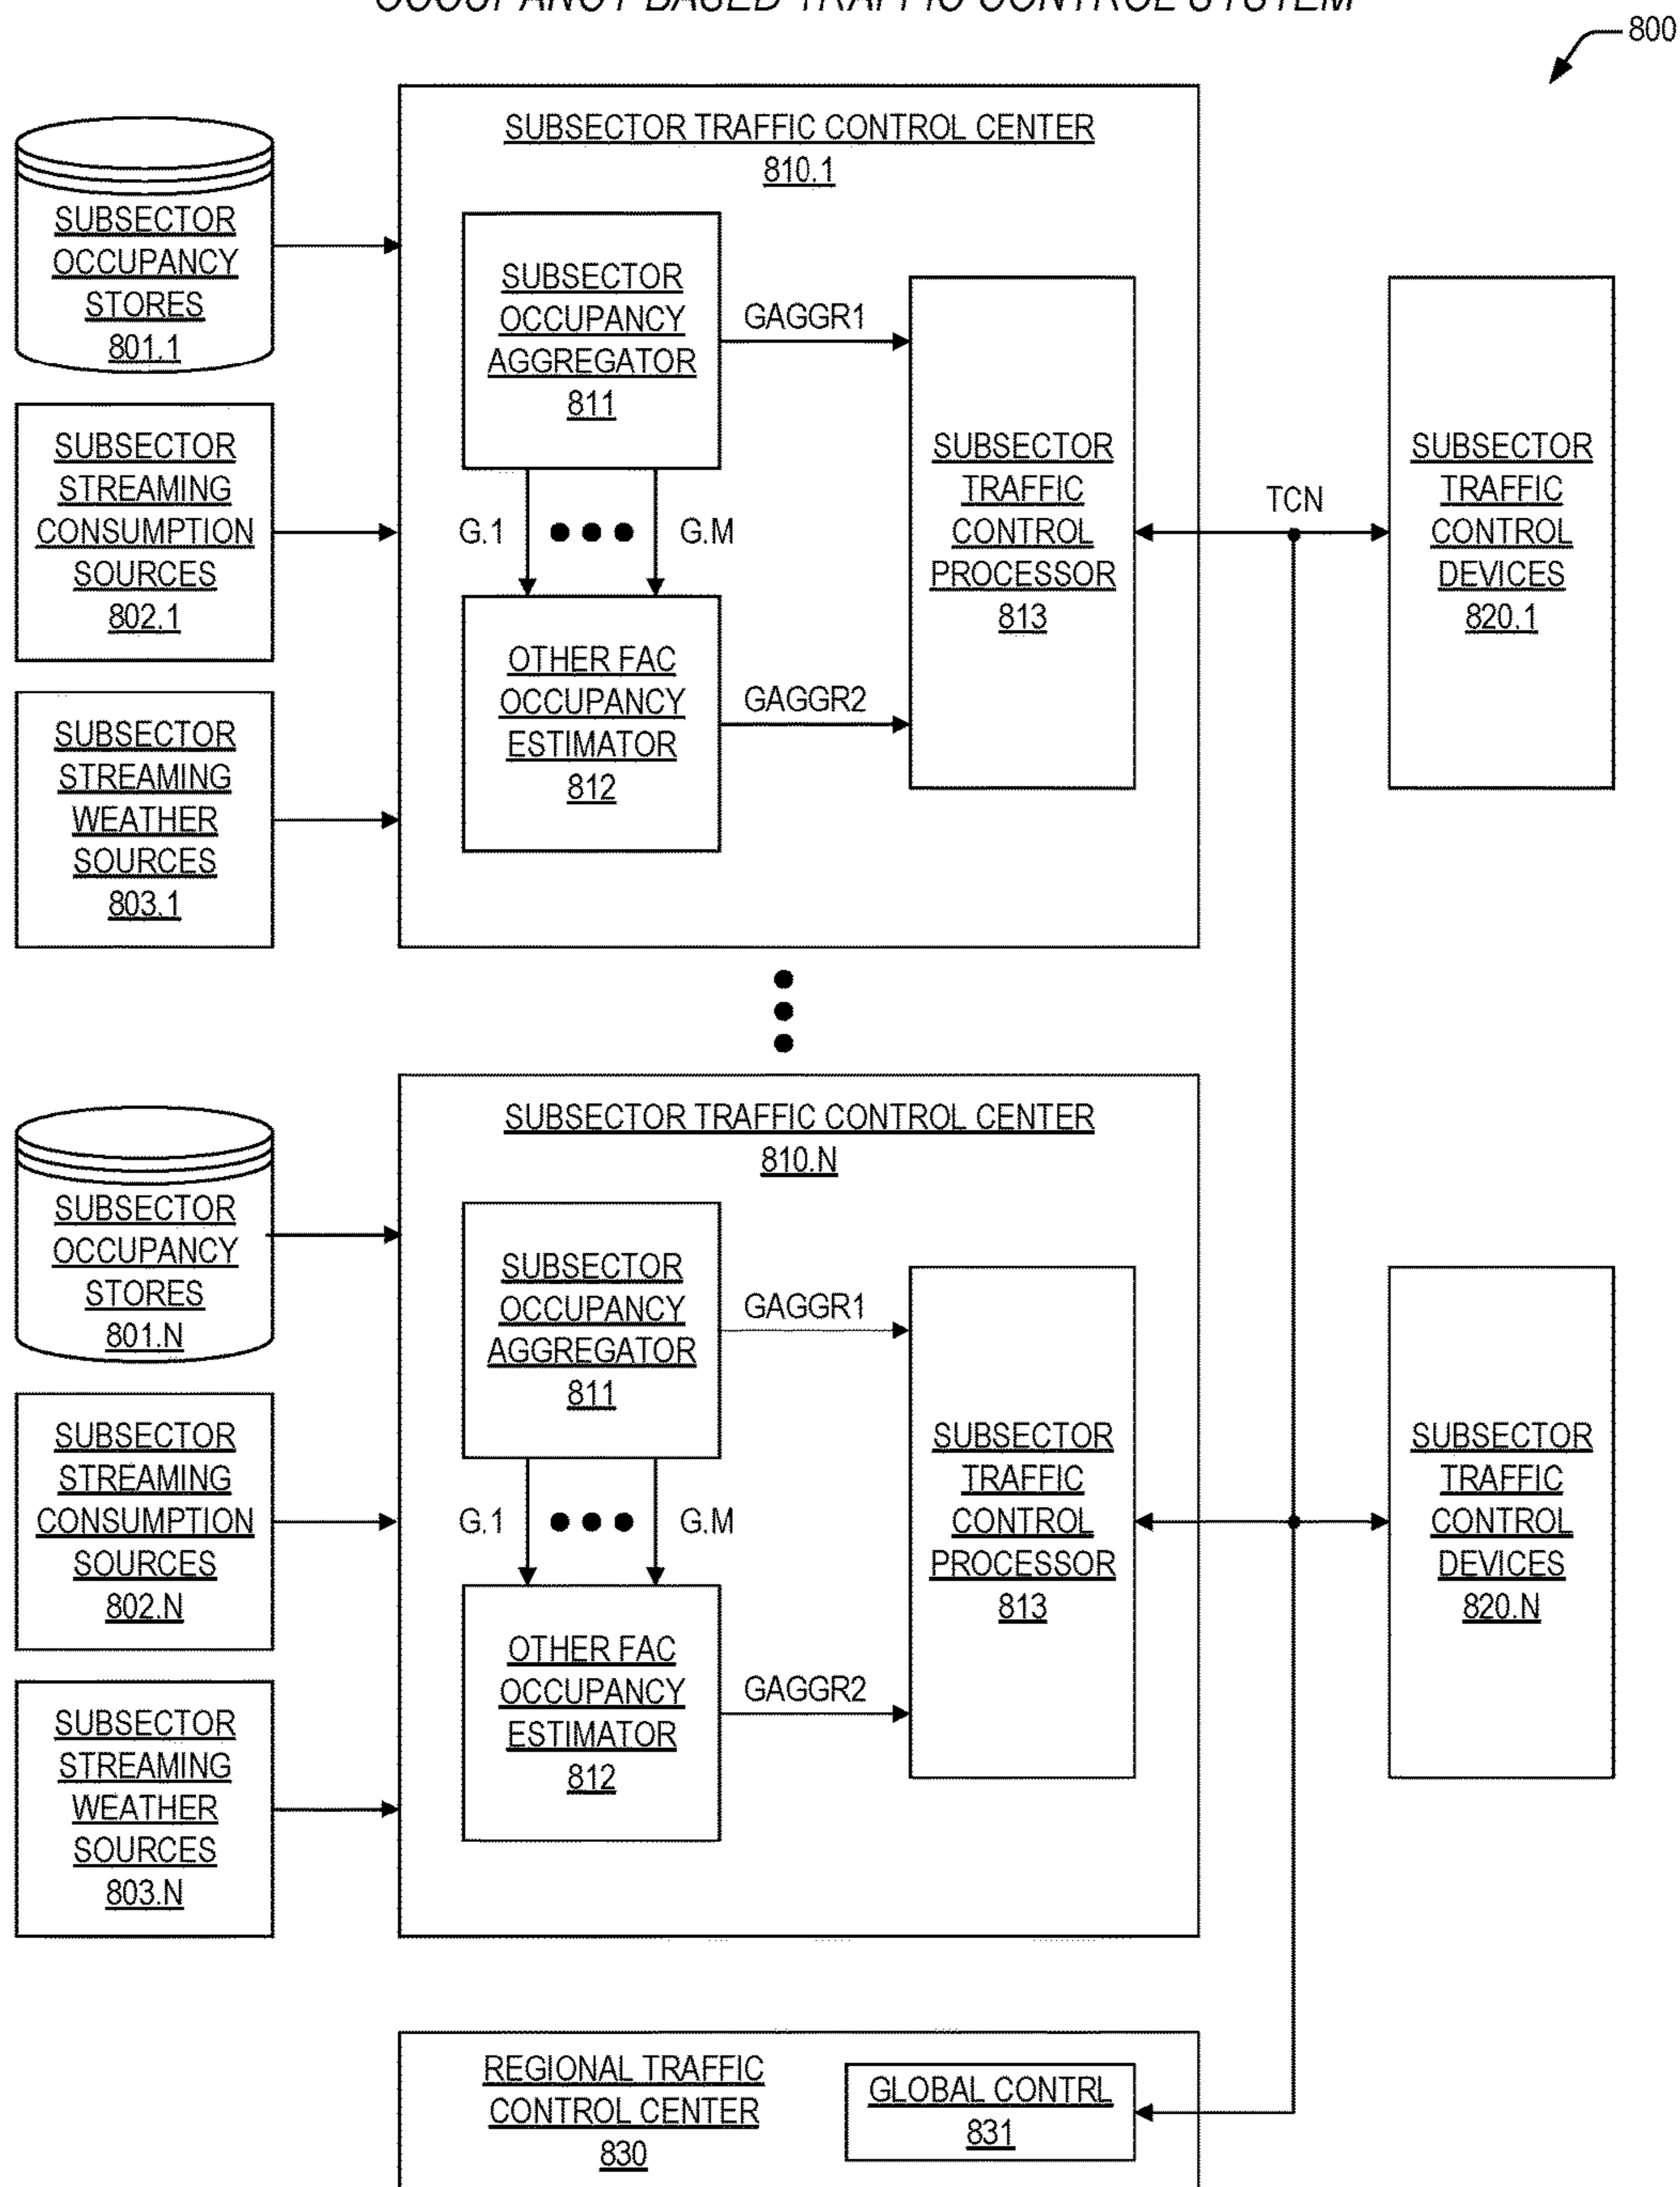 OCCUPANCY BASED TRAFFIC CONTROL SYSTEM
800
SUBSECTOR
OCCUPANCY
STORES
801.1
SUBSECTOR
STREAMING
CONSUMPTION
SOURCES
802.1
SUBSECTOR
STREAMING
WEATHER
SOURCES
803.1
SUBSECTOR TRAFFIC CONTROL CENTER
810.1
SUBSECTOR
OCCUPANCY
AGGREGATOR
811
GAGGR1
G.1
G.M
OTHER FAC
OCCUPANCY
ESTIMATOR
812
GAGGR2
SUBSECTOR
TRAFFIC
CONTROL
PROCESSOR
813
TCN
SUBSECTOR
TRAFFIC
CONTROL
DEVICES
820.1
SUBSECTOR
OCCUPANCY
STORES
801.N
SUBSECTOR
STREAMING
CONSUMPTION
SOURCES
802.N
SUBSECTOR
STREAMING
WEATHER
SOURCES
803.N
SUBSECTOR TRAFFIC CONTROL CENTER
810.N
SUBSECTOR
OCCUPANCY
AGGREGATOR
811
GAGGR1
G.1
G.M
OTHER FAC
OCCUPANCY
ESTIMATOR
812
GAGGR2
SUBSECTOR
TRAFFIC
CONTROL
PROCESSOR
813
SUBSECTOR
TRAFFIC
CONTROL
DEVICES
820.N
REGIONAL TRAFFIC
CONTROL CENTER
830
GLOBAL CONTRL
831